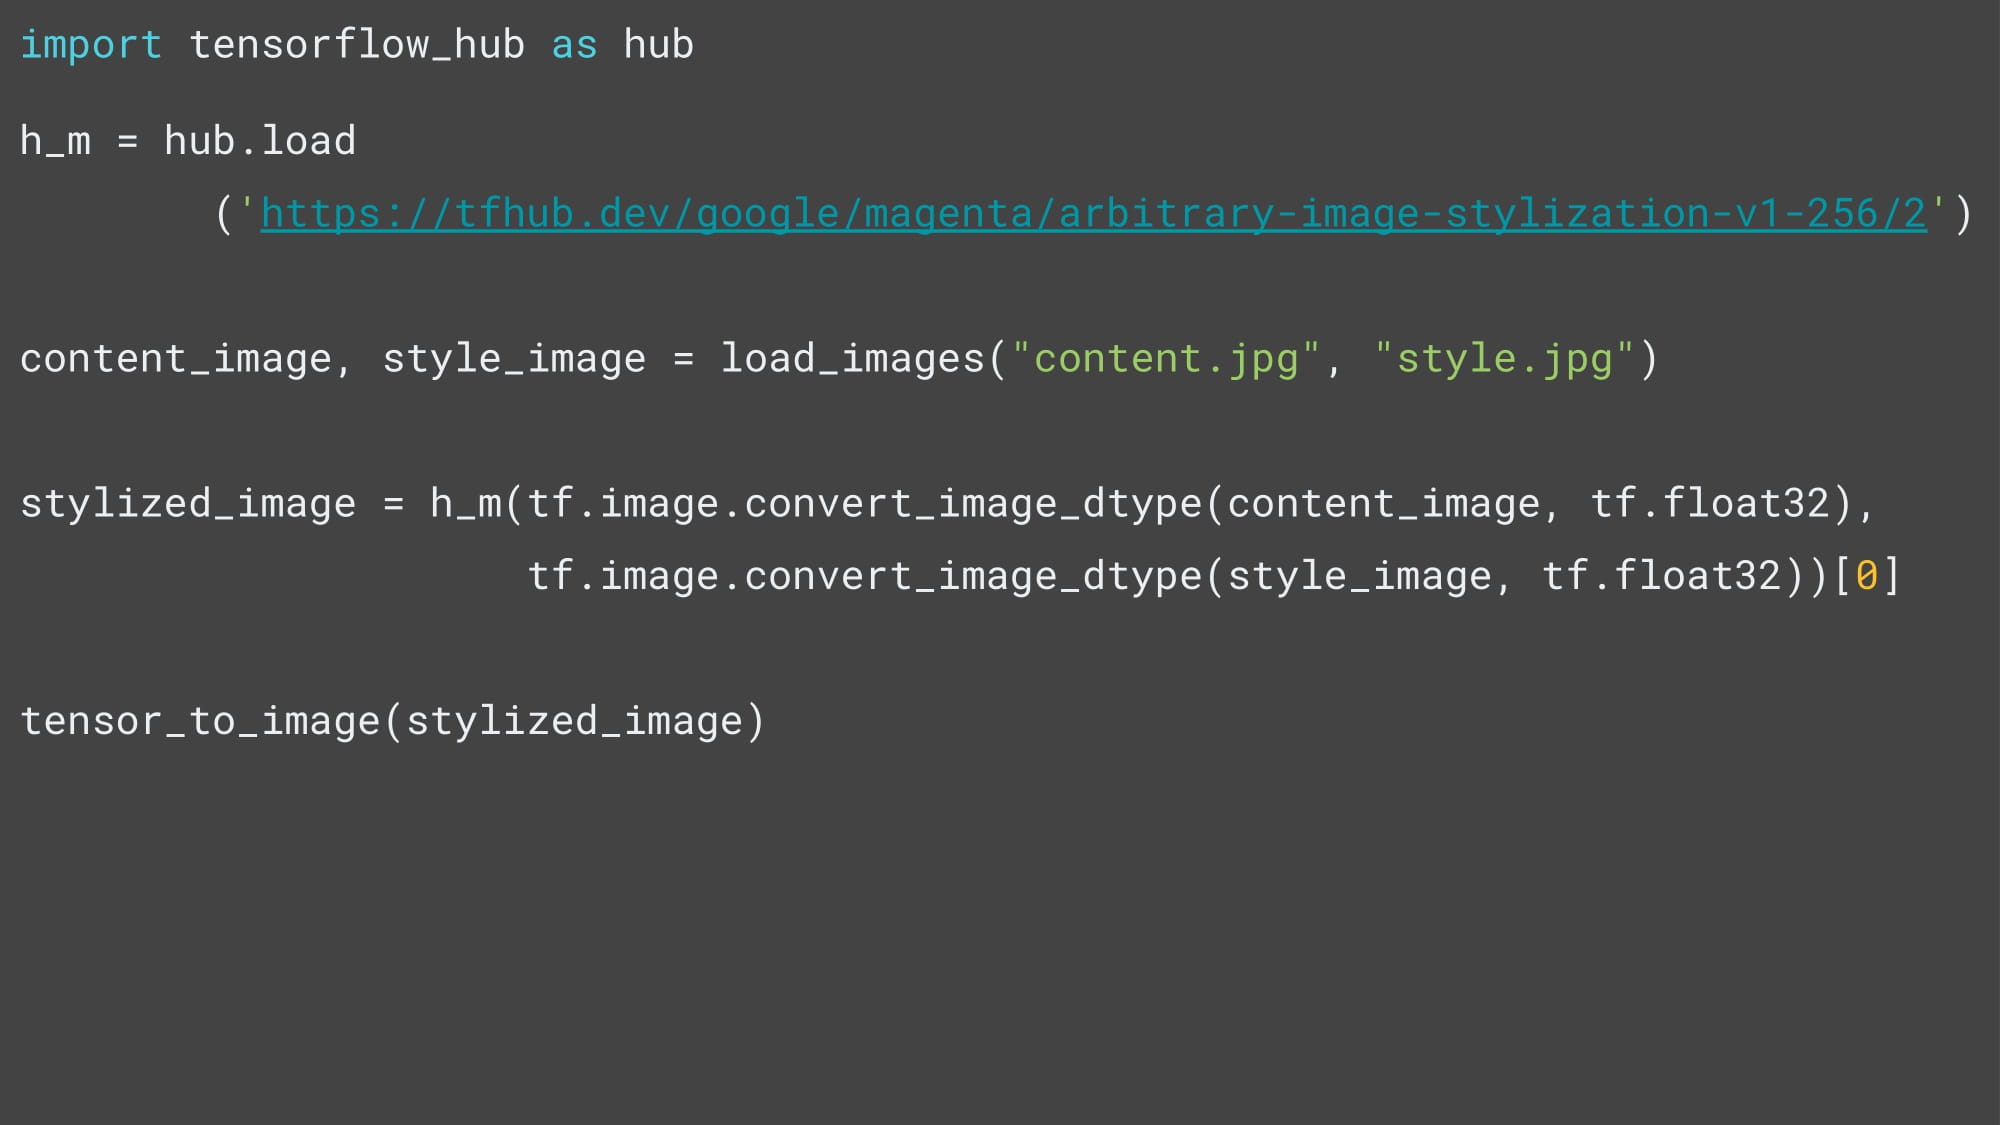 import tensorflow_hub as hub
h_m = hub.load
('https://tfhub.dev/google/magenta/arbitrary-image-stylization-v1-256/2')
content_image, style_image = load_images("content.jpg", "style.jpg")
stylized_image = h_m(tf.image.convert_image_dtype(content_image, tf.float32),
tf.image.convert_image_dtype(style_image, tf.float32))[0]
tensor_to_image(stylized_image)